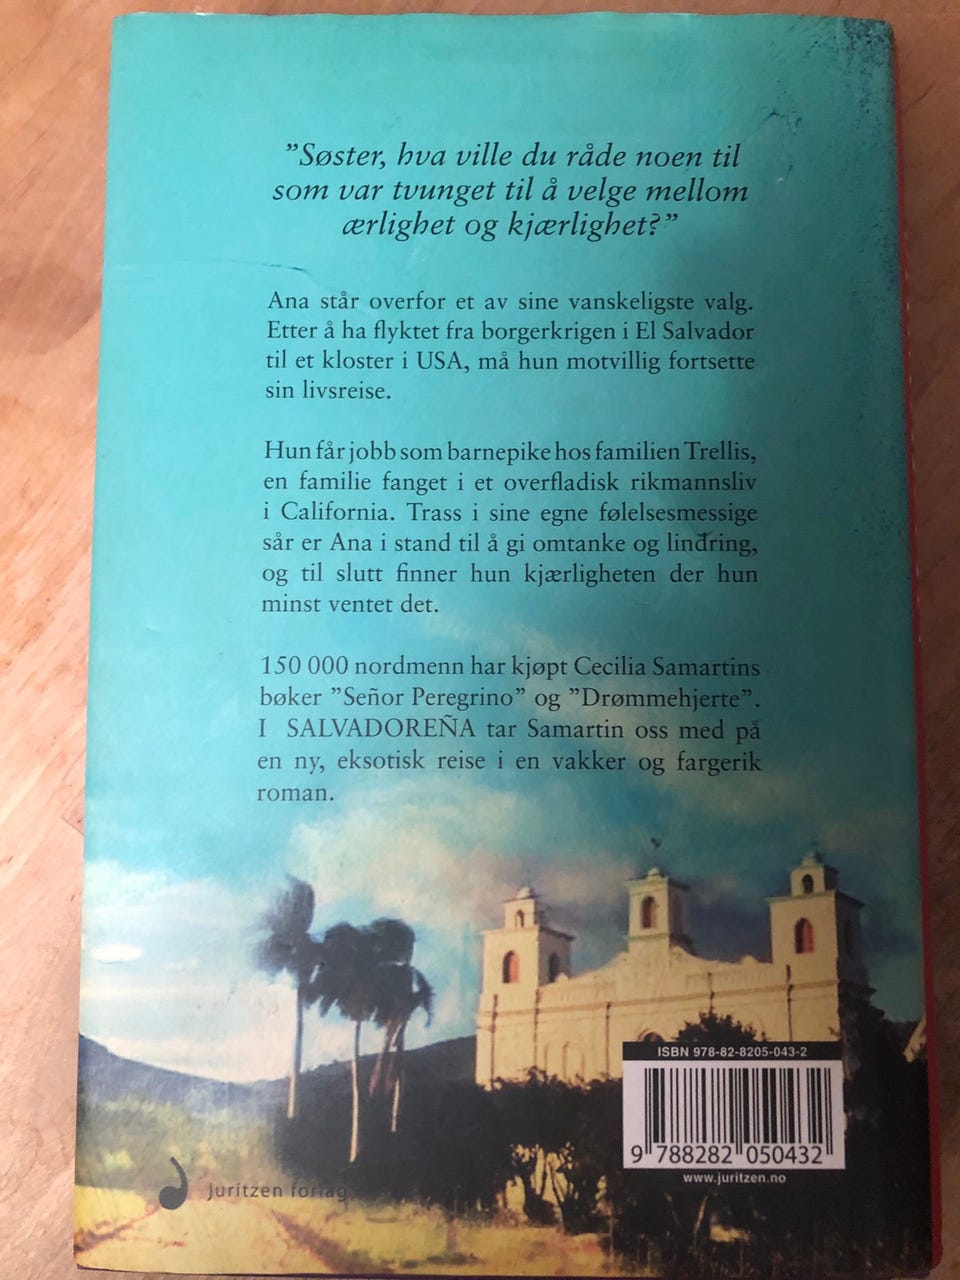 ”Søster, hva ville du råde noen til
som var tvunget til å velge mellom
ærlighet og kjærlighet?”
Ana står overfor et av sine vanskeligste valg.
Etter å ha flyktet fra borgerkrigen i El Salvador
til et kloster i USA, må hun motvillig fortsette
sin livsreise.
Hun får jobb som barnepike hos familien Trellis,
en familie fanget i et overfladisk rikmannsliv
i California. Trass i sine egne følelsesmessige
sår er Ana i stand til å gi omtanke og lindring,
og til slutt finner hun kjærligheten der hun
minst ventet det.
150 000 nordmenn har kjøpt Cecilia Samartins
bøker ”Señor Peregrino” og ”Drømmehjerte”.
I SALVADOREÑA tar Samartin oss med på
en ny, eksotisk reise i en vakker og fargerik
roman.
ISBN 978-82-8205-043-2
9 788282 050432
www.juritzen.no
juritzen forlag